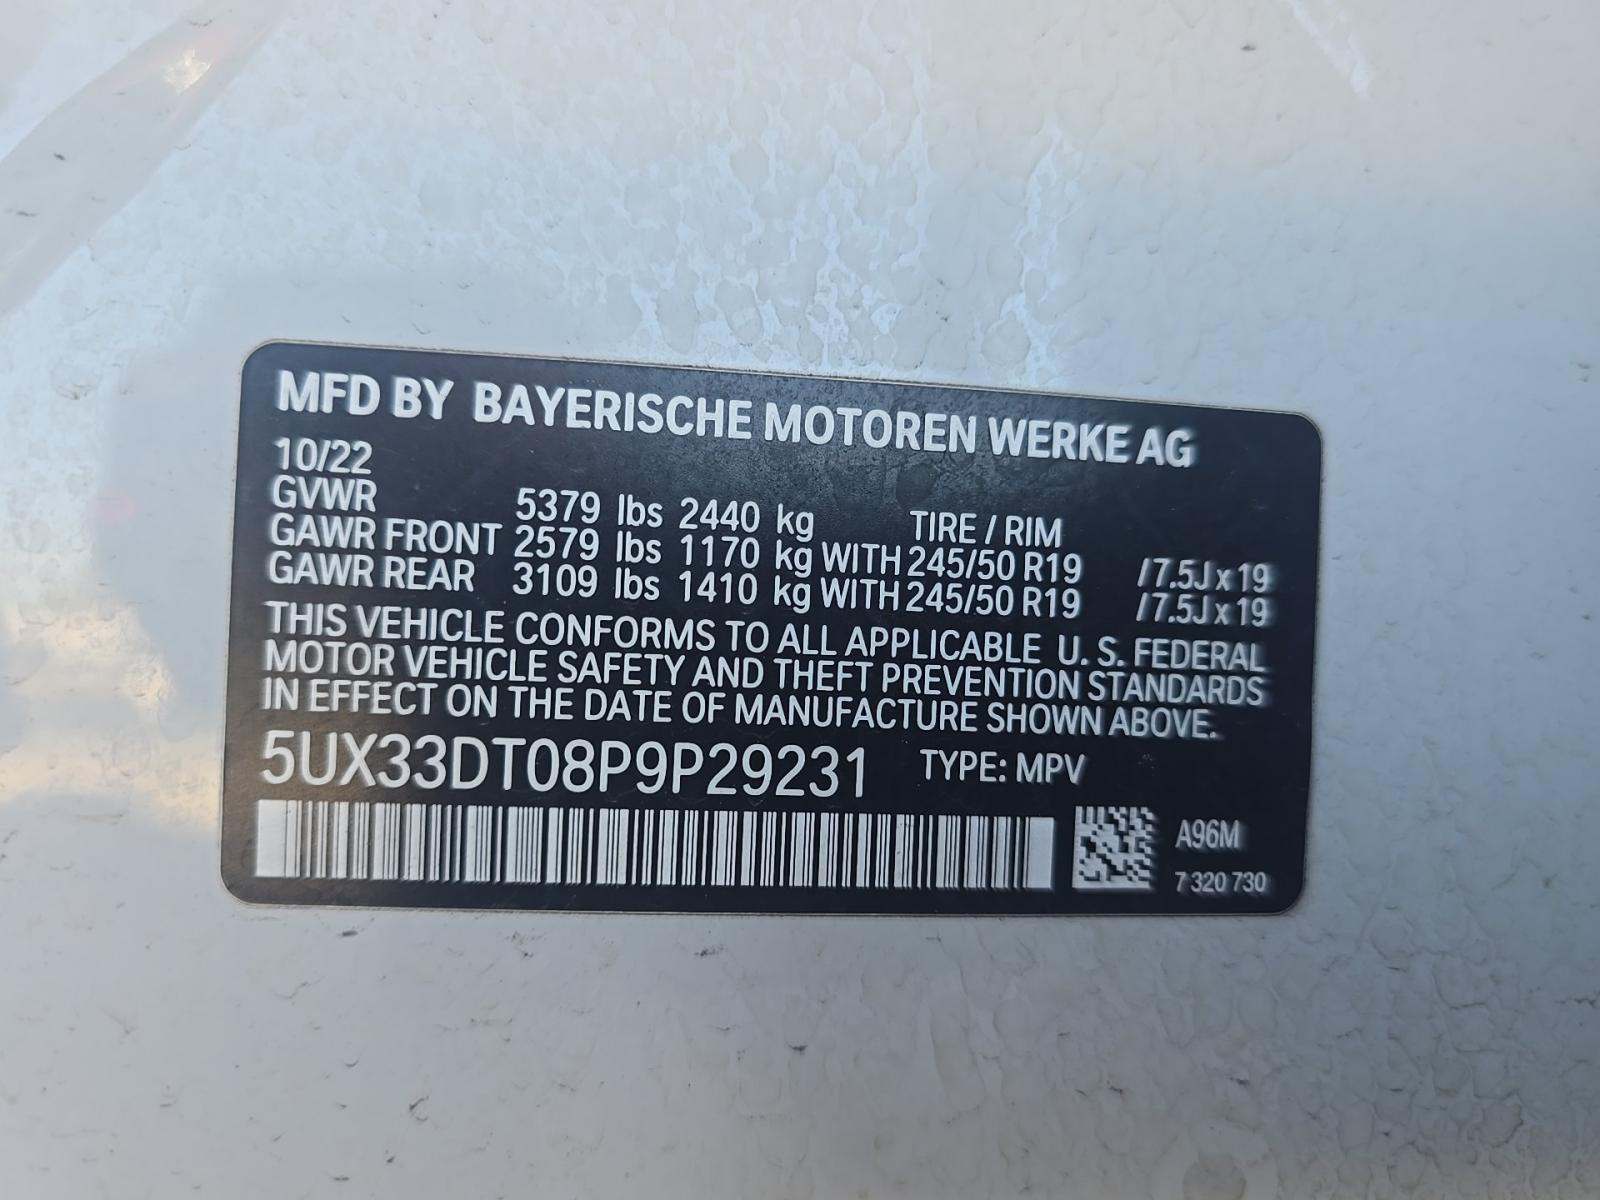 MFD BY BAYERISCHE MOTOREN WERKE AG
10/22
GVWR 5379 lbs 2440 kg TIRE / RIM
GAWR FRONT 2579 lbs 1170 kg WITH 245/50 R19 / 7.5J x 19
GAWR REAR 3109 lbs 1410 kg WITH 245/50 R19 / 7.5J x 19
THIS VEHICLE CONFORMS TO ALL APPLICABLE U. S. FEDERAL
MOTOR VEHICLE SAFETY AND THEFT PREVENTION STANDARDS
IN EFFECT ON THE DATE OF MANUFACTURE SHOWN ABOVE.
5UX33DT08P9P29231 TYPE: MPV
A96M
7 320 730